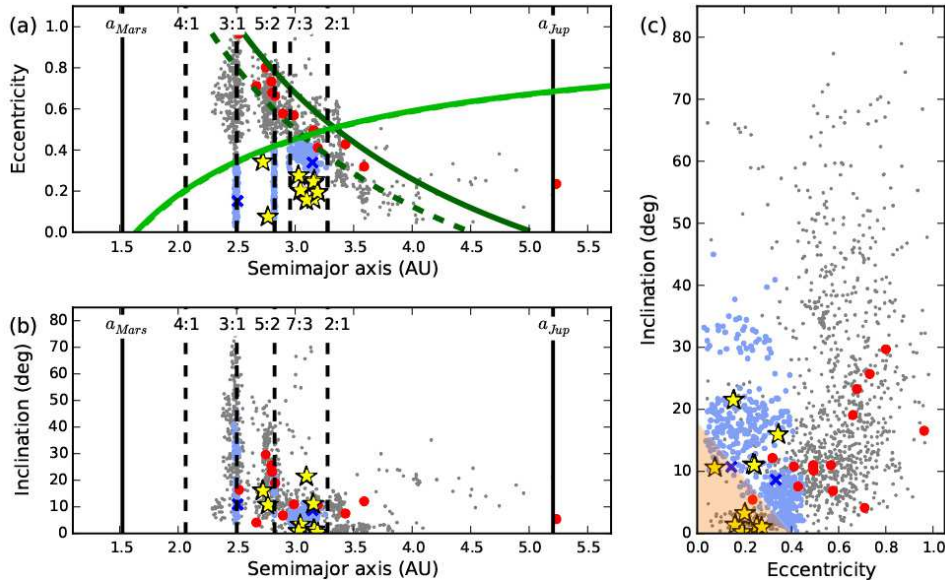 (a)
a_Mars 4:1 3:1 5:2 7:3 2:1 a_Jup
1.0
0.8
0.6
0.4
0.2
0.0
Eccentricity
1.5 2.0 2.5 3.0 3.5 4.0 4.5 5.0 5.5
Semimajor axis (AU)
(b)
a_Mars 4:1 3:1 5:2 7:3 2:1 a_Jup
80
70
60
50
40
30
20
10
0
Inclination (deg)
1.5 2.0 2.5 3.0 3.5 4.0 4.5 5.0 5.5
Semimajor axis (AU)
(c)
80
70
60
50
40
30
20
10
0
Inclination (deg)
0.0 0.2 0.4 0.6 0.8 1.0
Eccentricity